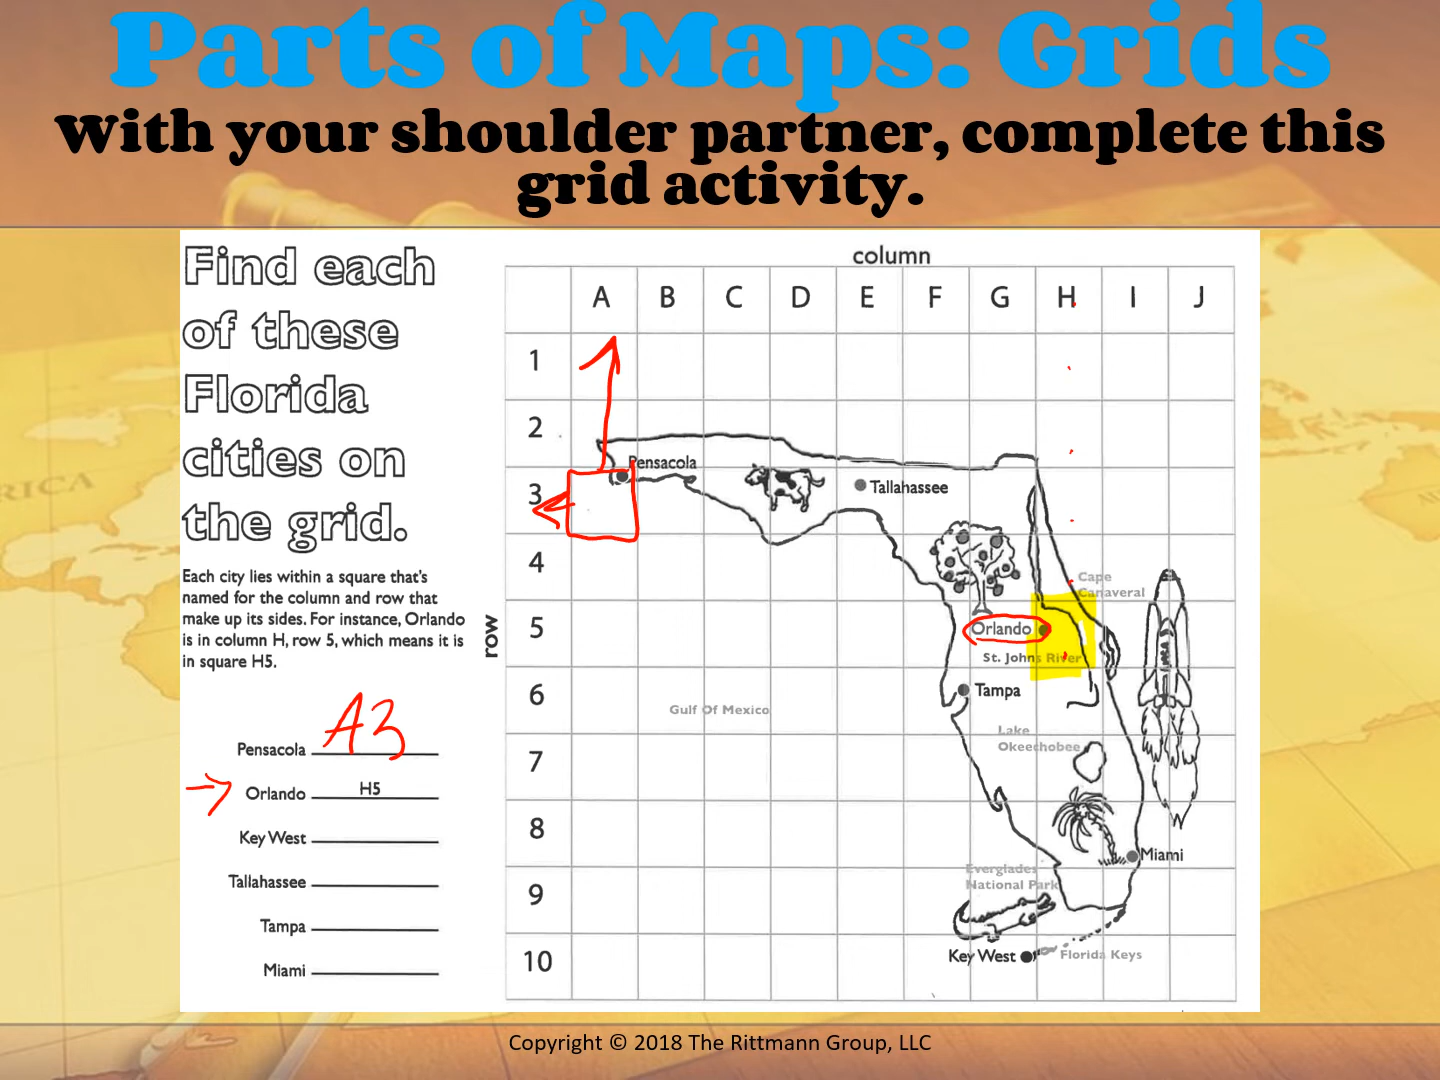 Parts of Maps: Grids
With your shoulder partner, complete this
grid activity.
Find each
of these
Florida
cities on
the grid.
Each city lies within a square that's
named for the column and row that
make up its sides. For instance, Orlando
is in column H, row 5, which means it is
in square H5.
Pensacola A3
Orlando H5
Key West
Tallahassee
Tampa
Miami
column
A B C D E F G H I J
row
1
2
3
4
5
6
7
8
9
10
Pensacola
Tallahassee
Cape
Canaveral
Orlando
St. Johns River
Tampa
Gulf Of Mexico
Lake
Okeechobee
Miami
Everglades
National Park
Key West
Florida Keys
Copyright © 2018 The Rittmann Group, LLC